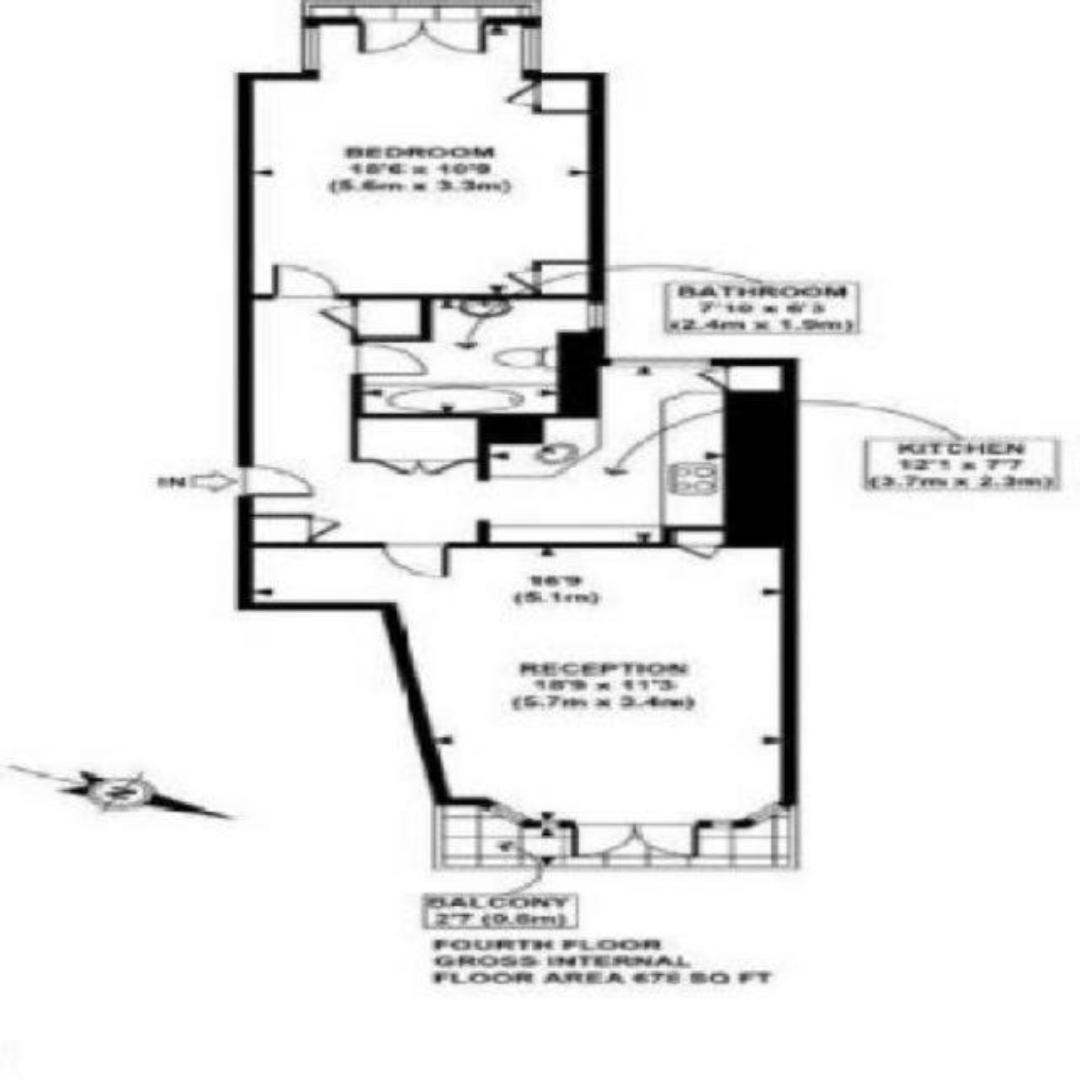 BEDROOM
18'6 x 10'9
(5.6m x 3.3m)
BATHROOM
7'10 x 6'3
(2.4m x 1.9m)
KITCHEN
12'1 x 7'7
(3.7m x 2.3m)
IN
16'9
(5.1m)
RECEPTION
18'9 x 11'3
(5.7m x 3.4m)
N
BALCONY
2'7 (0.8m)
FOURTH FLOOR
GROSS INTERNAL
FLOOR AREA 678 SQ FT